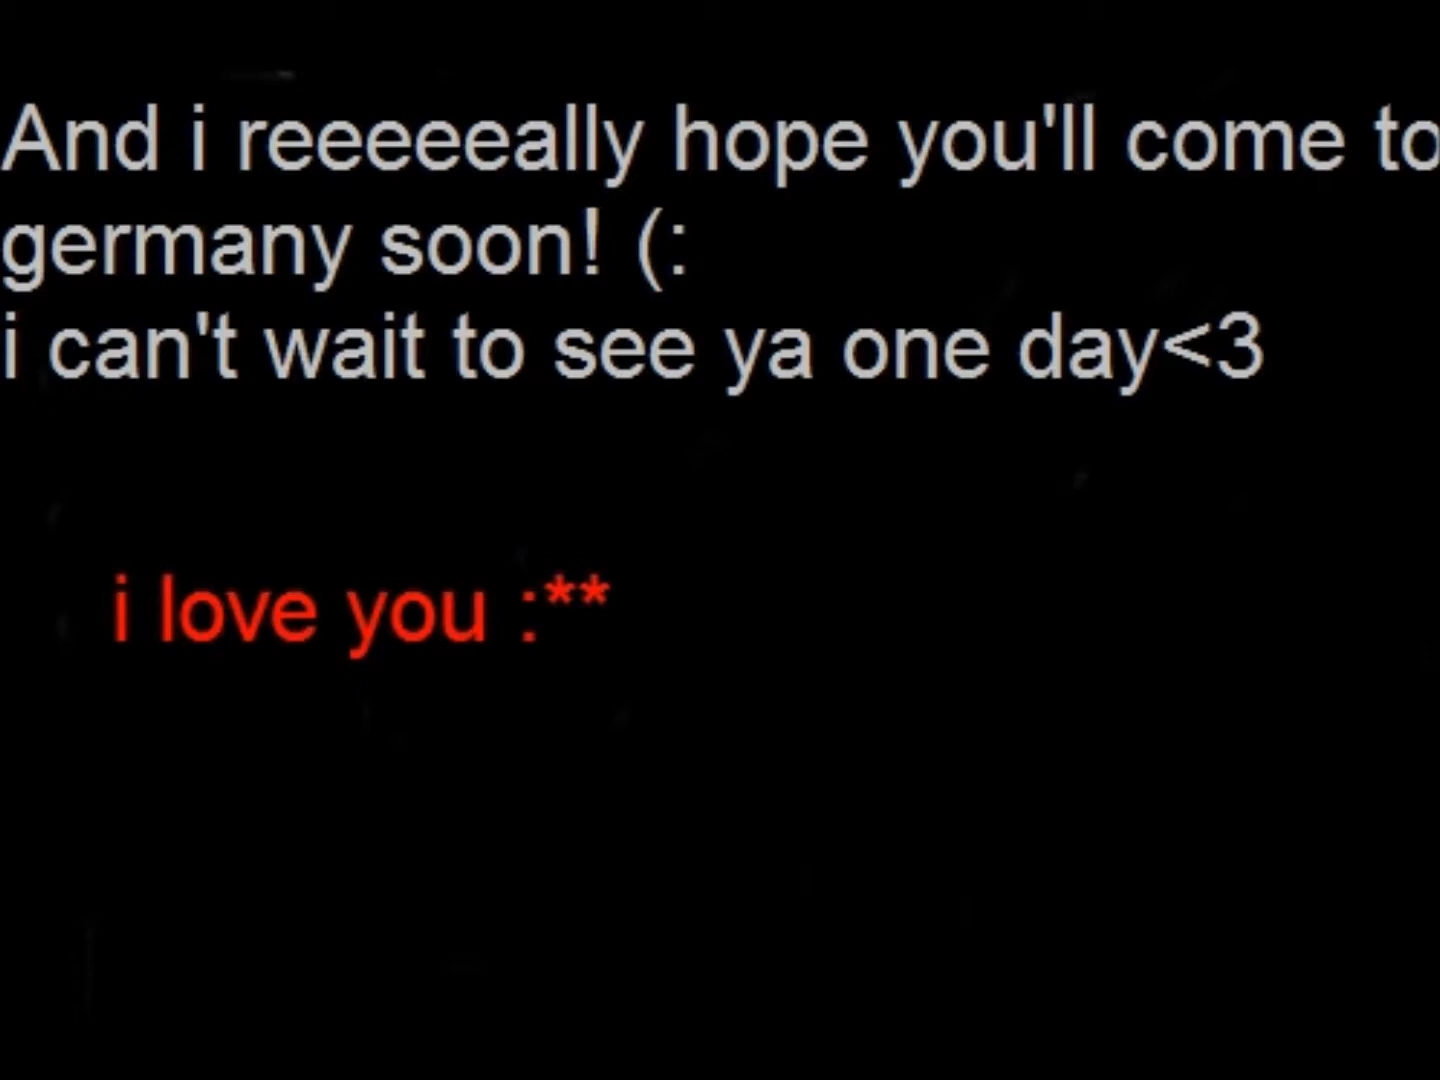 And i reeeeeally hope you'll come to
germany soon! (:
i can't wait to see ya one day<3
i love you :**